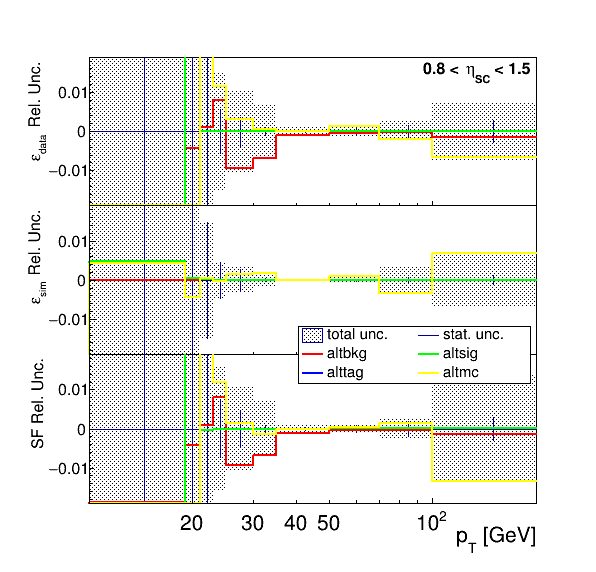 0.8 < η_SC < 1.5
ε_data Rel. Unc.
0.01
0
−0.01
ε_sim Rel. Unc.
0.01
0
−0.01
total unc. stat. unc.
altbkg altsig
alttag altmc
SF Rel. Unc.
0.01
0
−0.01
20 30 40 50 10²
p_T [GeV]